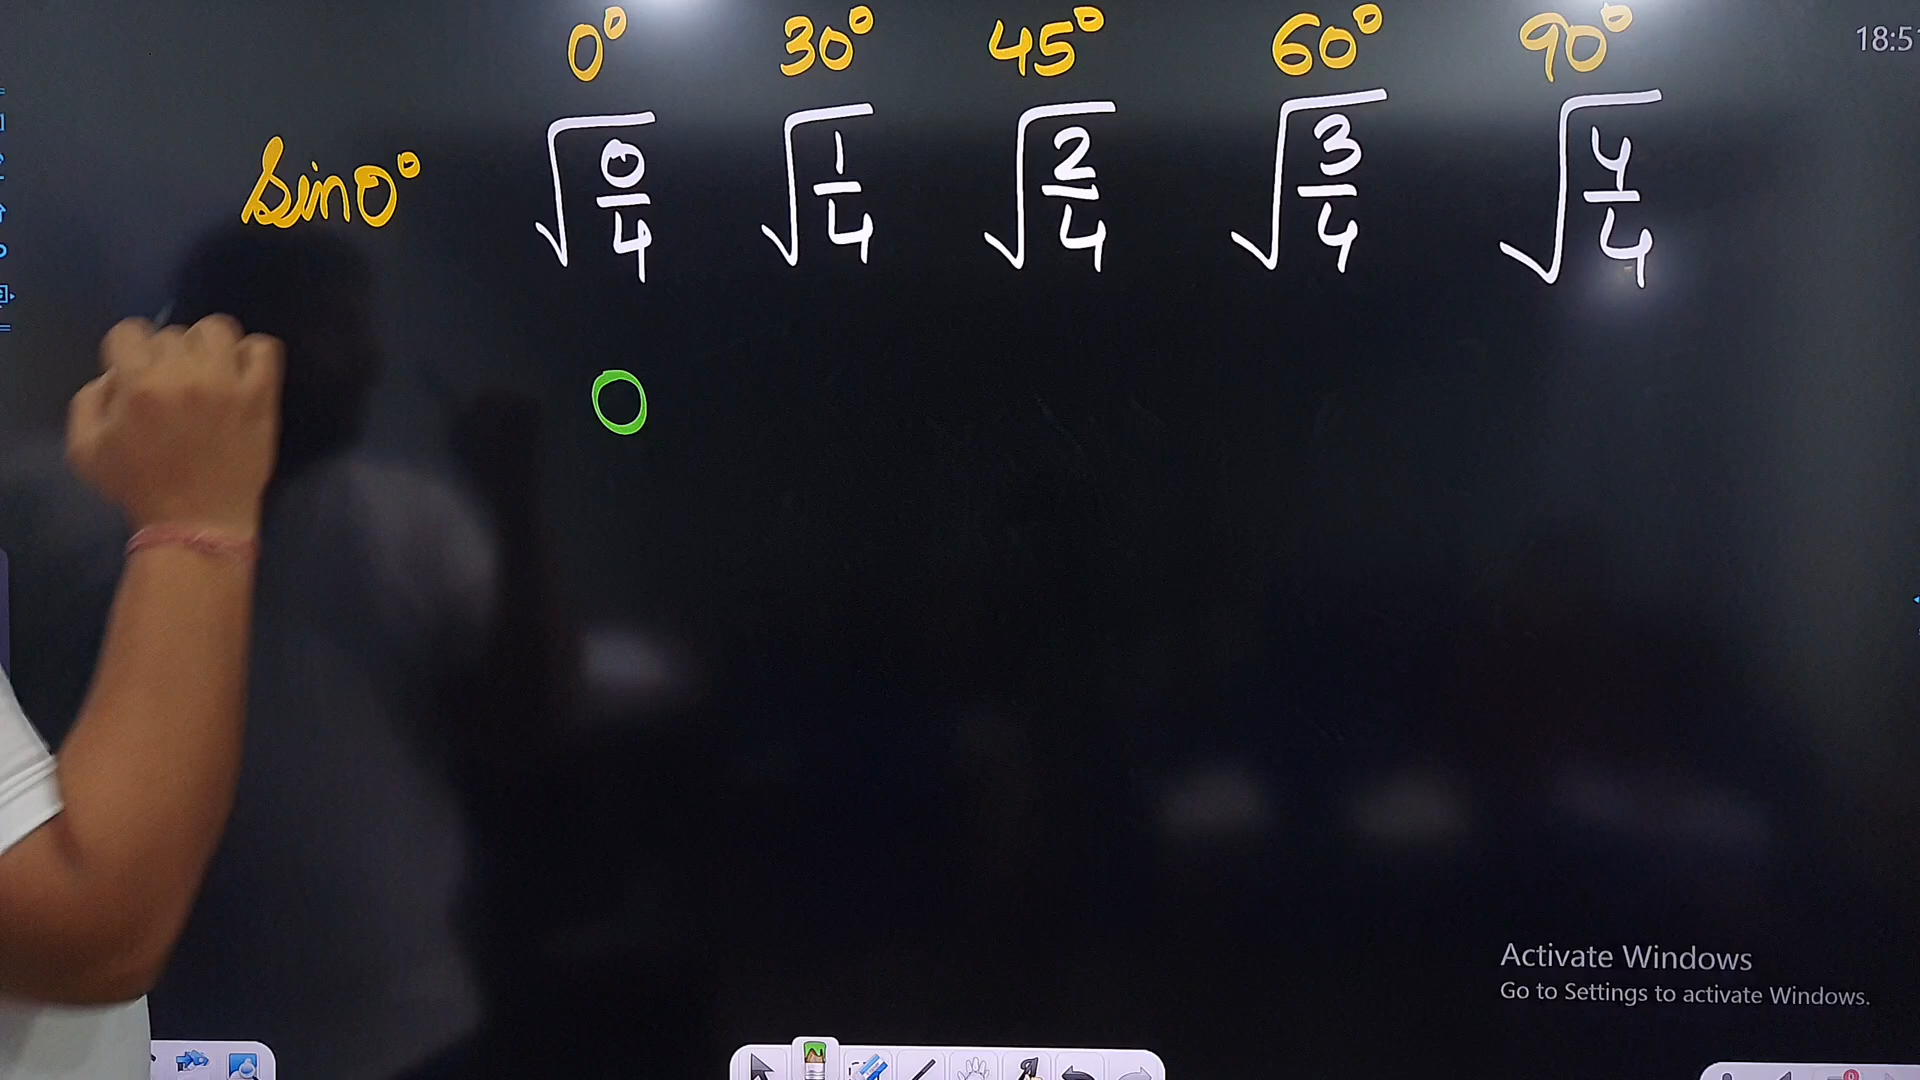 0° 30° 45° 60° 90°
18:5
sinθ° √0/4 √1/4 √2/4 √3/4 √4/4
0
Activate Windows
Go to Settings to activate Windows.